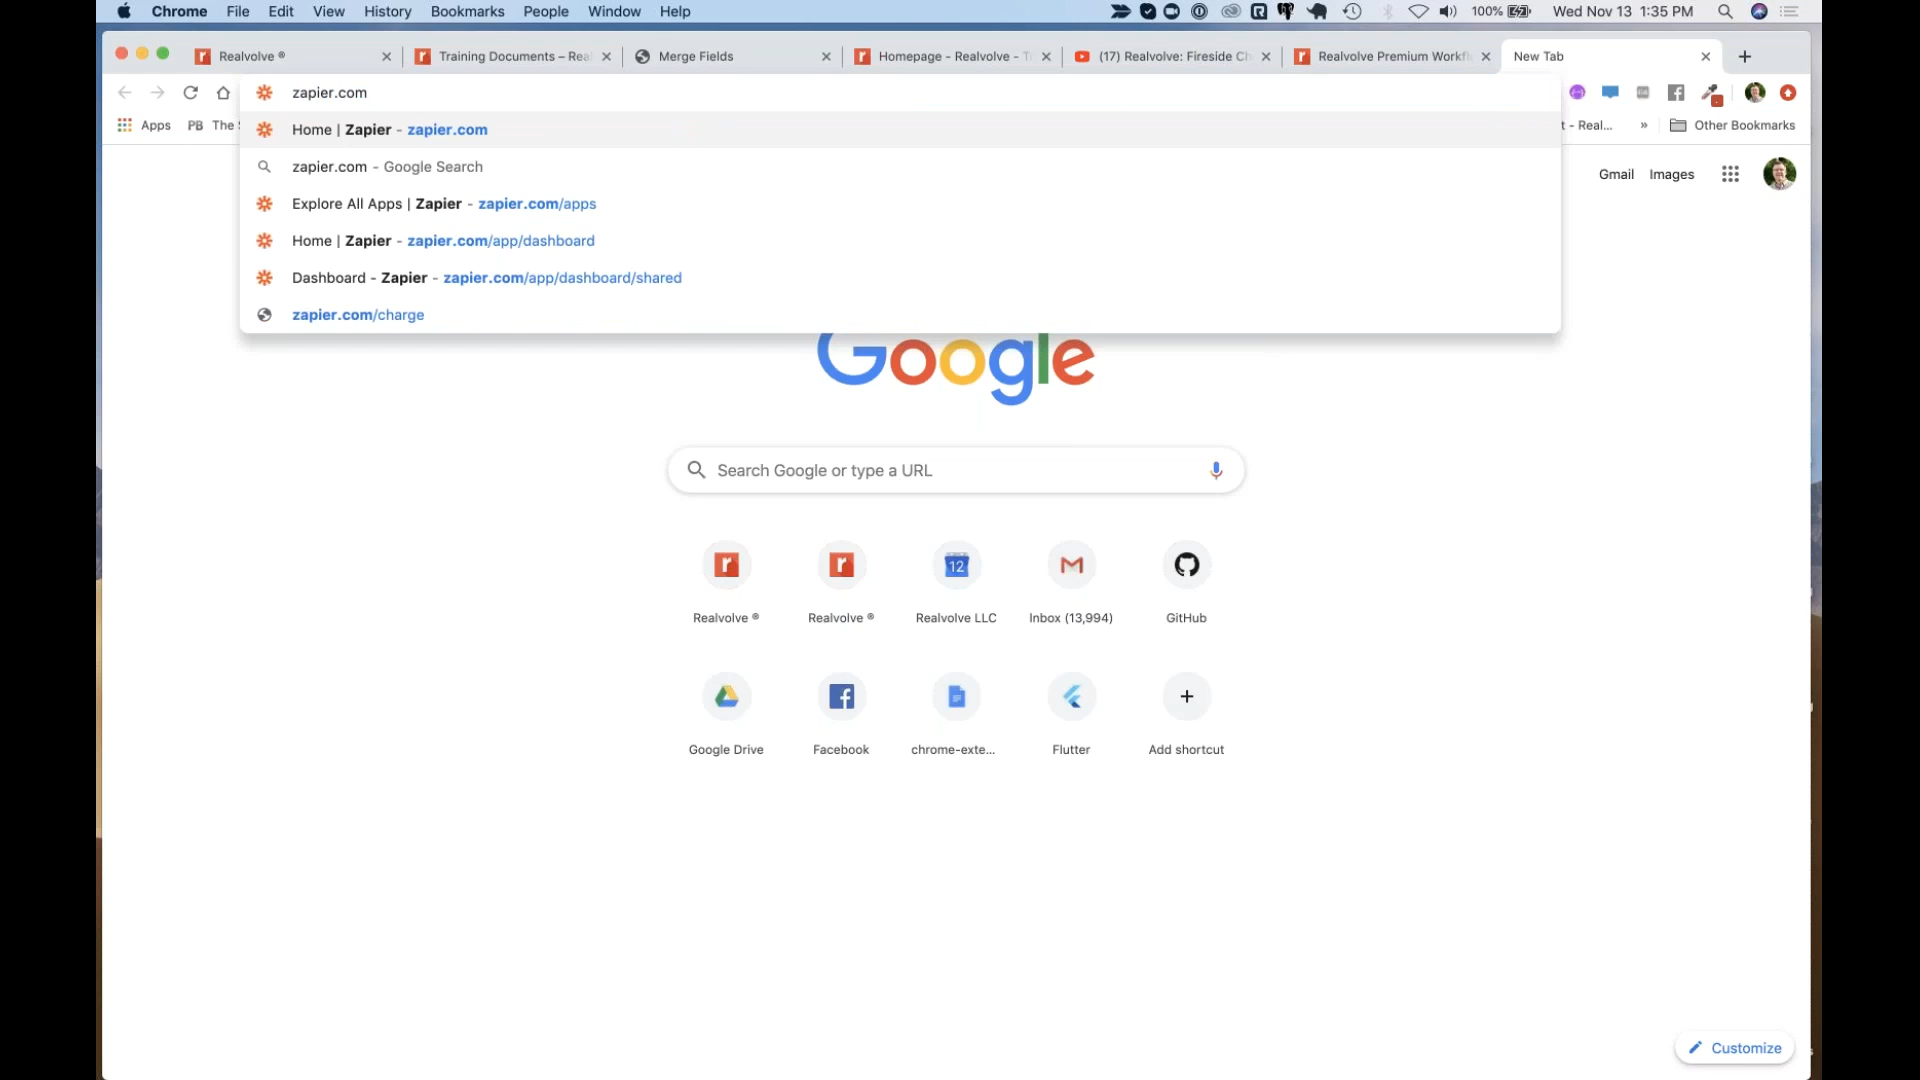 Chrome File Edit View History Bookmarks People Window Help 100% Wed Nov 13 1:35 PM
Realvolve ® Training Documents – Rea Merge Fields Homepage - Realvolve - T (17) Realvolve: Fireside Ch Realvolve Premium Workfl New Tab
zapier.com
Apps PB The t - Real... » Other Bookmarks
Home | Zapier - zapier.com
zapier.com - Google Search
Explore All Apps | Zapier - zapier.com/apps
Home | Zapier - zapier.com/app/dashboard
Dashboard - Zapier - zapier.com/app/dashboard/shared
zapier.com/charge
Gmail Images
Google
Search Google or type a URL
12
Realvolve ® Realvolve ® Realvolve LLC Inbox (13,994) GitHub
Google Drive Facebook chrome-exte... Flutter Add shortcut
Customize